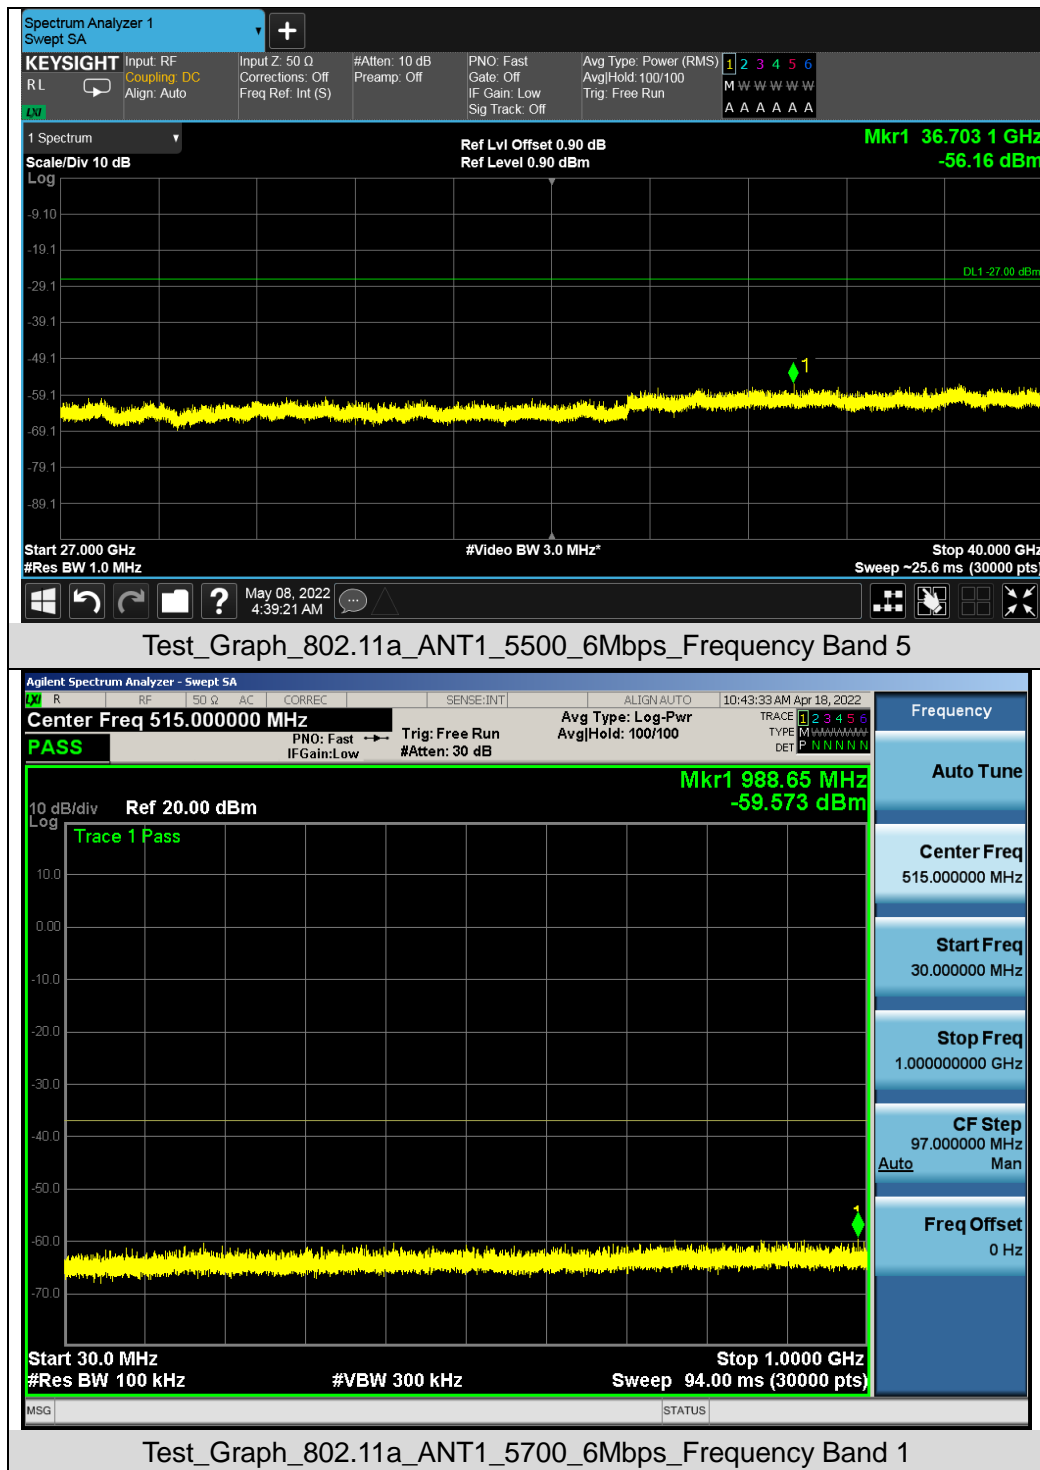 Spectrum Analyzer 1
Swept SA
KEYSIGHT Input: RF Input Z: 50 Ω #Atten: 10 dB PNO: Fast Avg Type: Power (RMS) 1 2 3 4 5 6
R L Coupling: DC Corrections: Off Preamp: Off Gate: Off Avg|Hold: 100/100 M W W W W W
Align: Auto Freq Ref: Int (S) IF Gain: Low Trig: Free Run
LXI Sig Track: Off A A A A A A
1 Spectrum Ref Lvl Offset 0.90 dB Mkr1 36.703 1 GHz
Scale/Div 10 dB Ref Level 0.90 dBm -56.16 dBm
Log
-9.10
-19.1
DL1 -27.00 dBm
-29.1
-39.1
-49.1
1
-59.1
-69.1
-79.1
-89.1
Start 27.000 GHz #Video BW 3.0 MHz* Stop 40.000 GHz
#Res BW 1.0 MHz Sweep ~25.6 ms (30000 pts)
? May 08, 2022
4:39:21 AM
Test_Graph_802.11a_ANT1_5500_6Mbps_Frequency Band 5
Agilent Spectrum Analyzer - Swept SA
LXI R RF 50 Ω AC CORREC SENSE:INT ALIGN AUTO 10:43:33 AM Apr 18, 2022
Center Freq 515.000000 MHz Avg Type: Log-Pwr TRACE 1 2 3 4 5 6
PASS PNO: Fast Trig: Free Run Avg|Hold: 100/100 TYPE M W W W W W
IFGain:Low #Atten: 30 dB DET P N N N N N
Mkr1 988.65 MHz
10 dB/div Ref 20.00 dBm -59.573 dBm
Log
Trace 1 Pass
10.0
0.00
-10.0
-20.0
-30.0
-40.0
-50.0
1
-60.0
-70.0
Start 30.0 MHz Stop 1.0000 GHz
#Res BW 100 kHz #VBW 300 kHz Sweep 94.00 ms (30000 pts)
MSG STATUS
Frequency
Auto Tune
Center Freq
515.000000 MHz
Start Freq
30.000000 MHz
Stop Freq
1.000000000 GHz
CF Step
97.000000 MHz
Auto Man
Freq Offset
0 Hz
Test_Graph_802.11a_ANT1_5700_6Mbps_Frequency Band 1